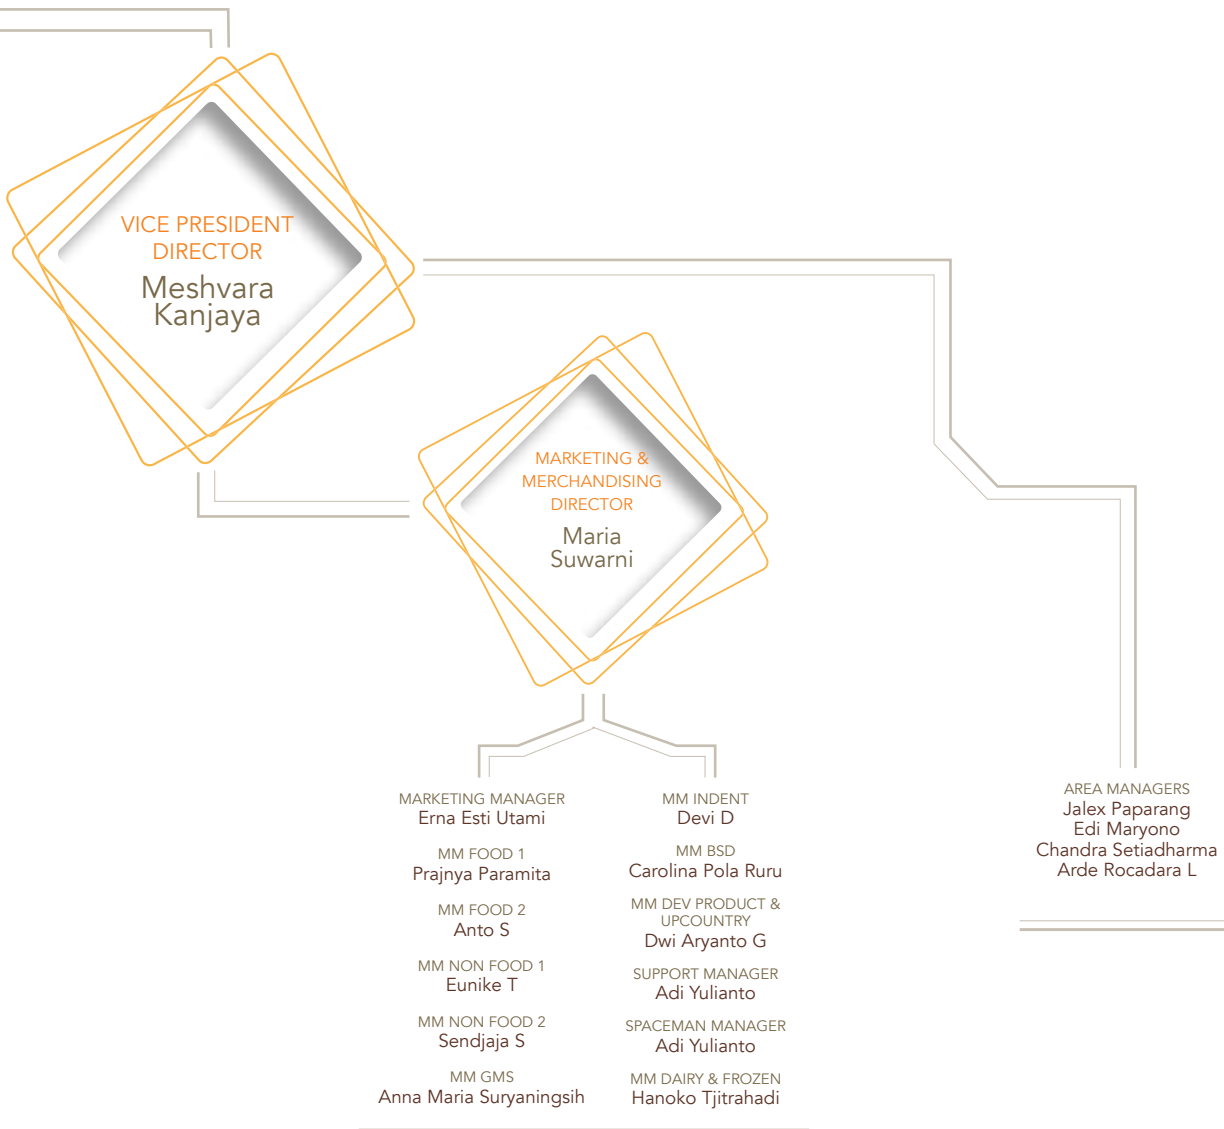 VICE PRESIDENT
DIRECTOR
Meshvara
Kanjaya
MARKETING &
MERCHANDISING
DIRECTOR
Maria
Suwarni
MARKETING MANAGER
Erna Esti Utami
MM FOOD 1
Prajnya Paramita
MM FOOD 2
Anto S
MM NON FOOD 1
Eunike T
MM NON FOOD 2
Sendjaja S
MM GMS
Anna Maria Suryaningsih
MM INDENT
Devi D
MM BSD
Carolina Pola Ruru
MM DEV PRODUCT &
UPCOUNTRY
Dwi Aryanto G
SUPPORT MANAGER
Adi Yulianto
SPACEMAN MANAGER
Adi Yulianto
MM DAIRY & FROZEN
Hanoko Tjitrahadi
AREA MANAGERS
Jalex Paparang
Edi Maryono
Chandra Setiadharma
Arde Rocadara L